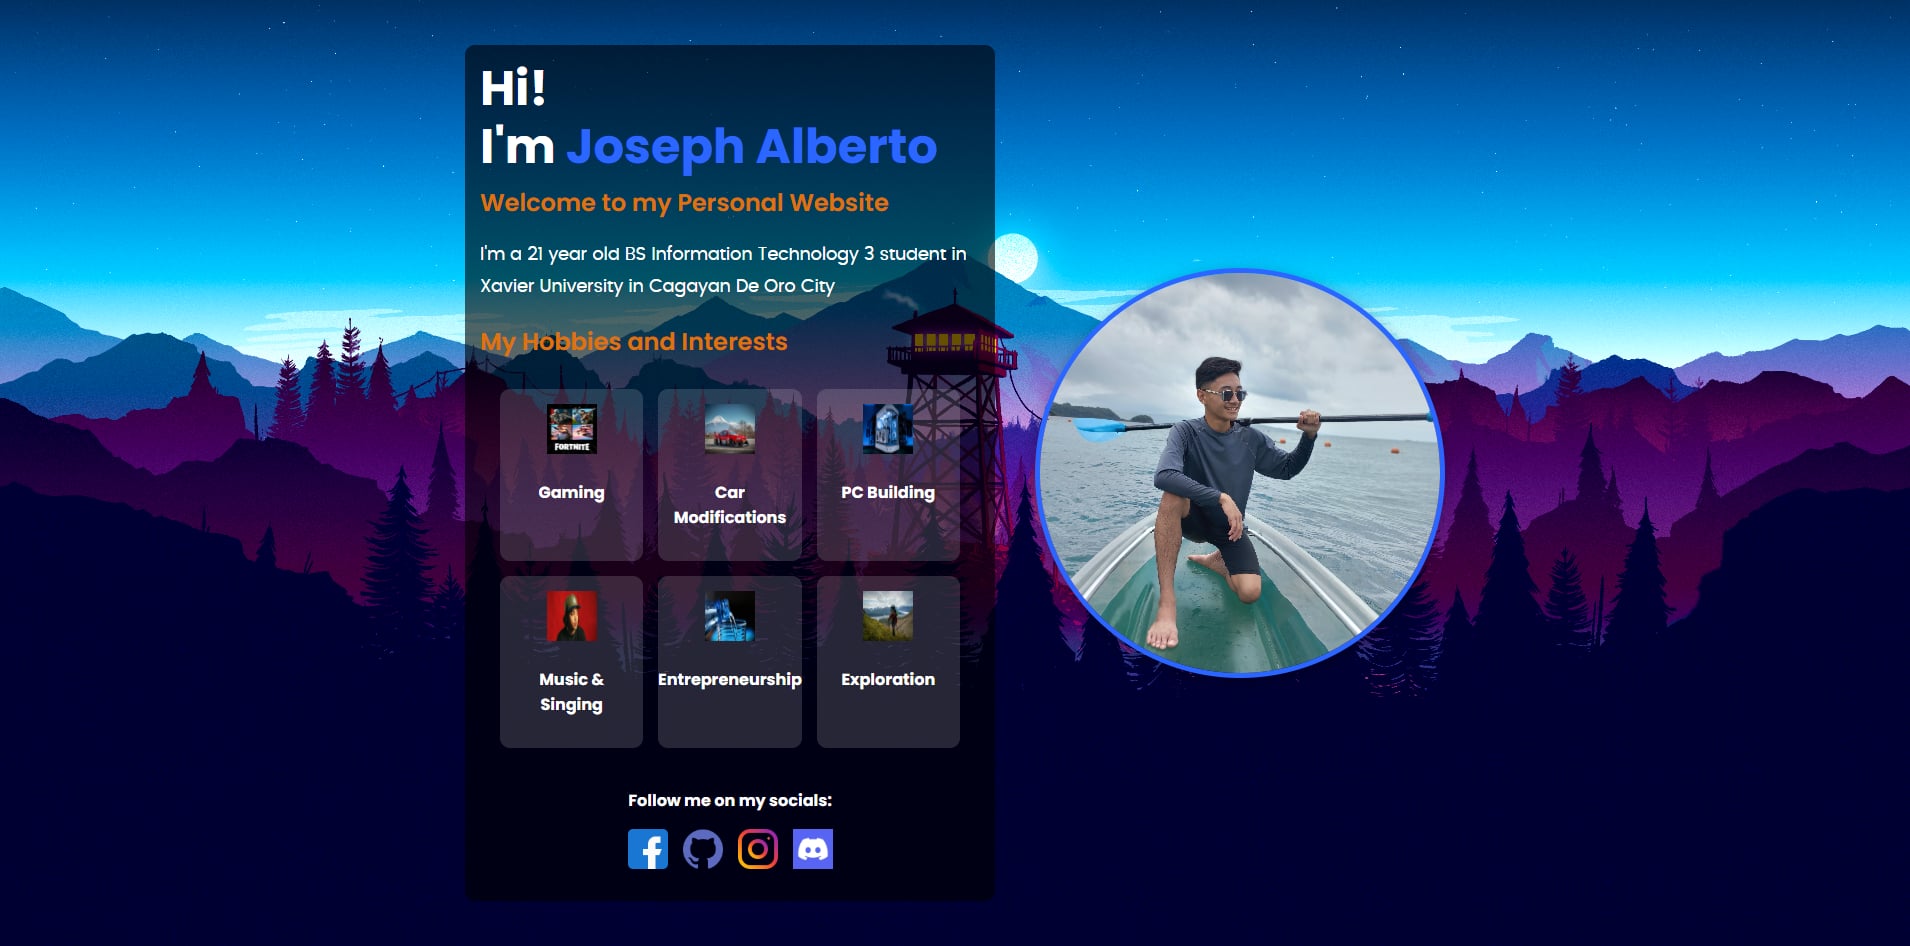 Hi!
I'm Joseph Alberto
Welcome to my Personal Website
I'm a 21 year old BS Information Technology 3 student in
Xavier University in Cagayan De Oro City
My Hobbies and Interests
FORTNITE
Gaming
Car
Modifications
PC Building
Music &
Singing
Entrepreneurship
Exploration
Follow me on my socials: